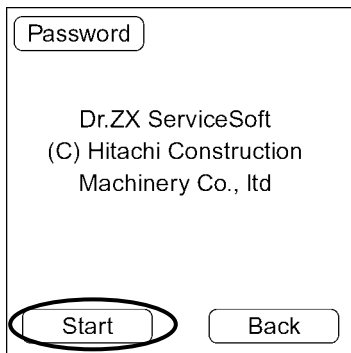 Password
Dr.ZX ServiceSoft
(C) Hitachi Construction
Machinery Co., ltd
Start
Back